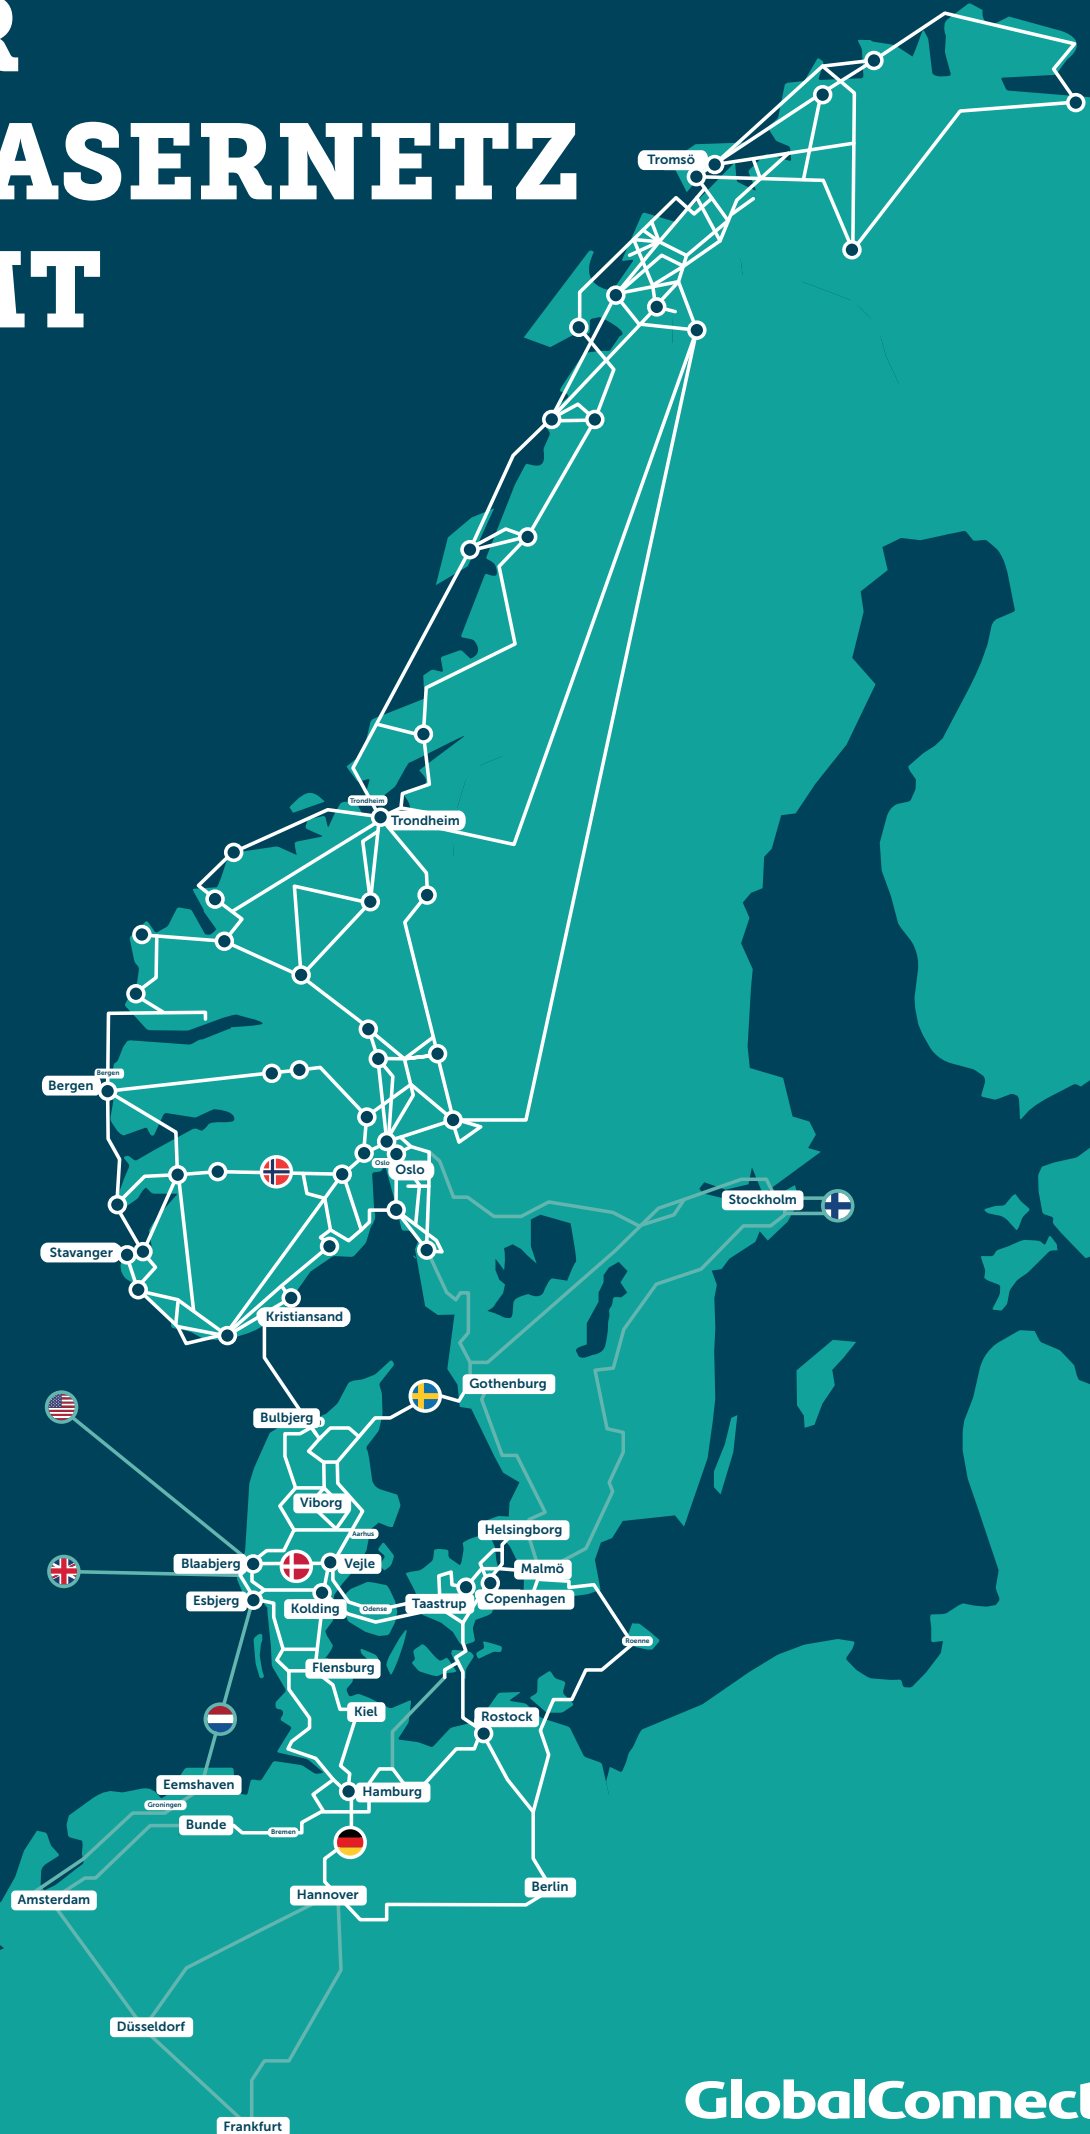 R
ASERNETZ
IT
Tromsö
Trondheim
Trondheim
Bergen
Bergen
Oslo
Oslo
Stockholm
Stavanger
Kristiansand
Gothenburg
Bulbjerg
Viborg
Helsingborg
Aarhus
Blaabjerg
Vejle
Malmö
Esbjerg
Kolding
Odense
Taastrup
Copenhagen
Roenne
Flensburg
Kiel
Rostock
Eemshaven
Hamburg
Groningen
Bunde
Bremen
Berlin
Hannover
Amsterdam
Düsseldorf
GlobalConnect
Frankfurt